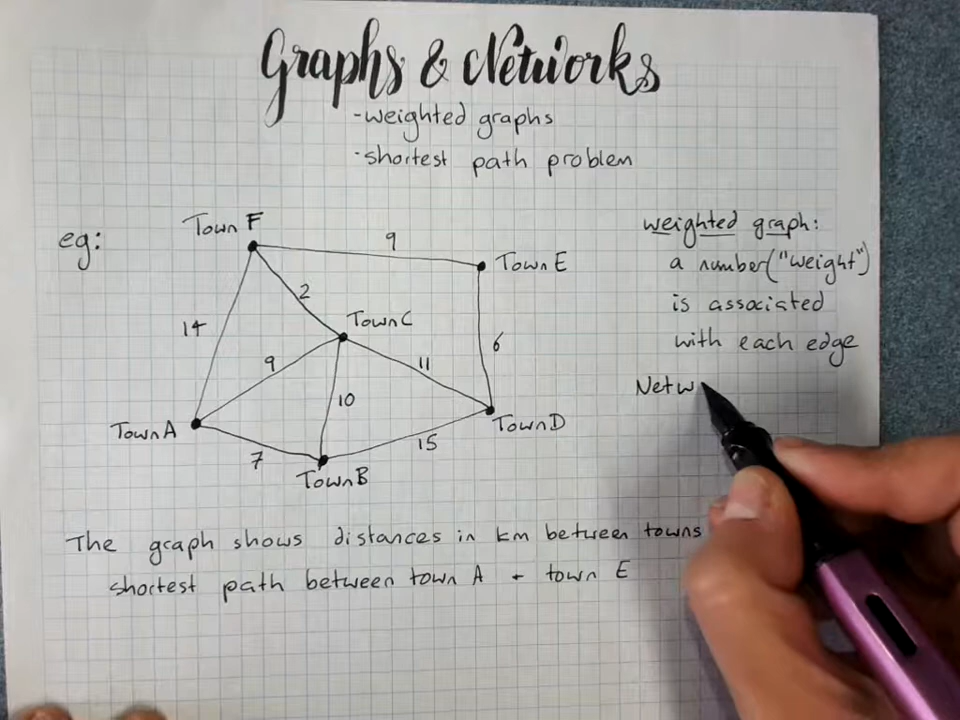 Graphs & Networks
-weighted graphs
-shortest path problem
eg:
Town F
9
Town E
2
Town C
14
9
11
6
10
Town A
Town D
7
15
Town B
weighted graph:
a number("weight")
is associated
with each edge
Netw
The graph shows distances in km between towns
shortest path between town A + town E